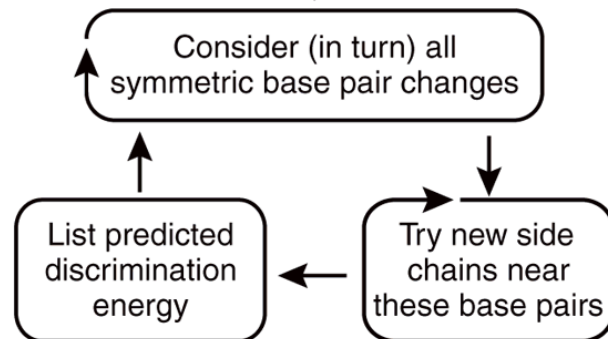 Consider (in turn) all
symmetric base pair changes
List predicted
discrimination
energy
Try new side
chains near
these base pairs